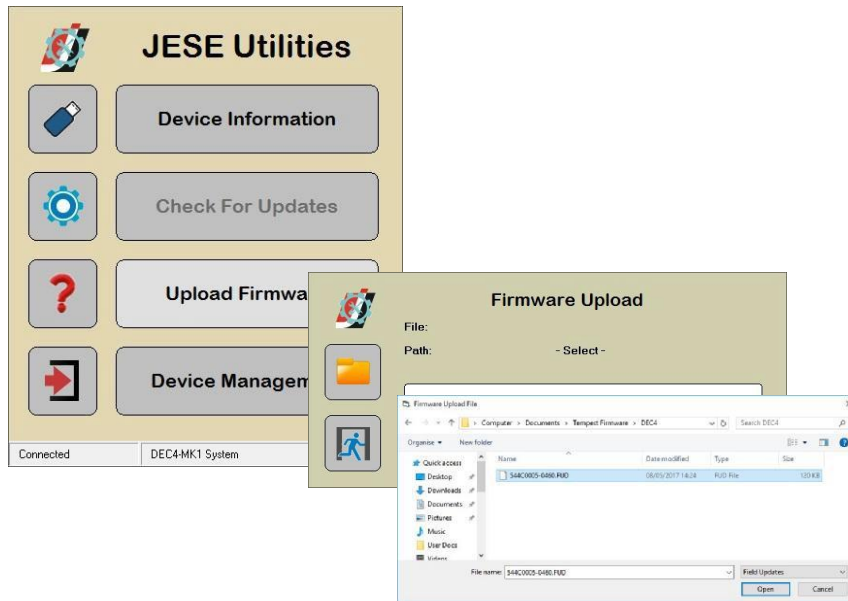 JESE Utilities
Device Information
Check For Updates
Upload Firmwa
Device Managem
Connected
DEC4-MK1 System
Firmware Upload
File:
Path:
- Select -
Firmware Upload File
Computer > Documents > Tempest Firmware > DEC4
Search DEC4
Organise
New folder
Name
Date modified
Type
Size
Quick access
Desktop
Downloads
Documents
Pictures
Music
User Docs
Videos
544C0005-0460.FUD
08/05/2017 14:24
FUD File
120 KB
File name:
544C0005-0460.FUD
Field Updates
Open
Cancel